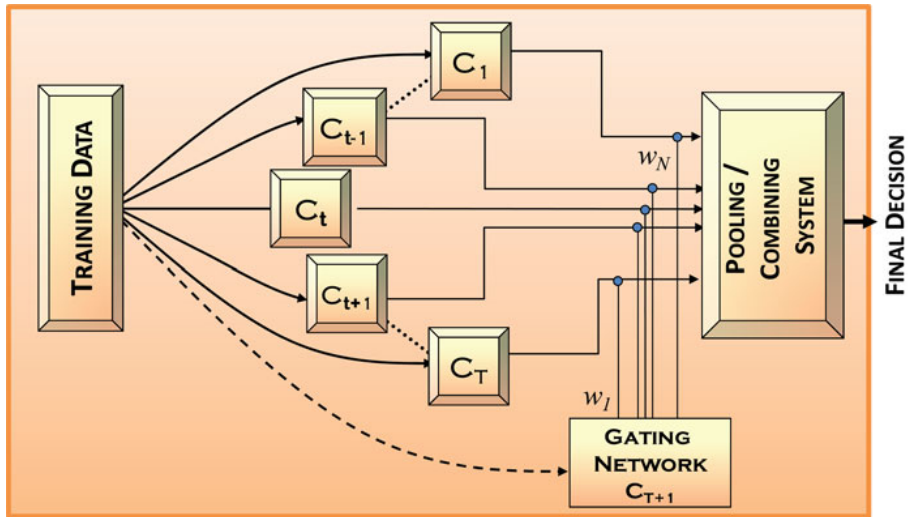 TRAINING DATA
C1
Ct-1
Ct
Ct+1
CT
wN
w1
GATING
NETWORK
CT+1
POOLING /
COMBINING
SYSTEM
FINAL DECISION